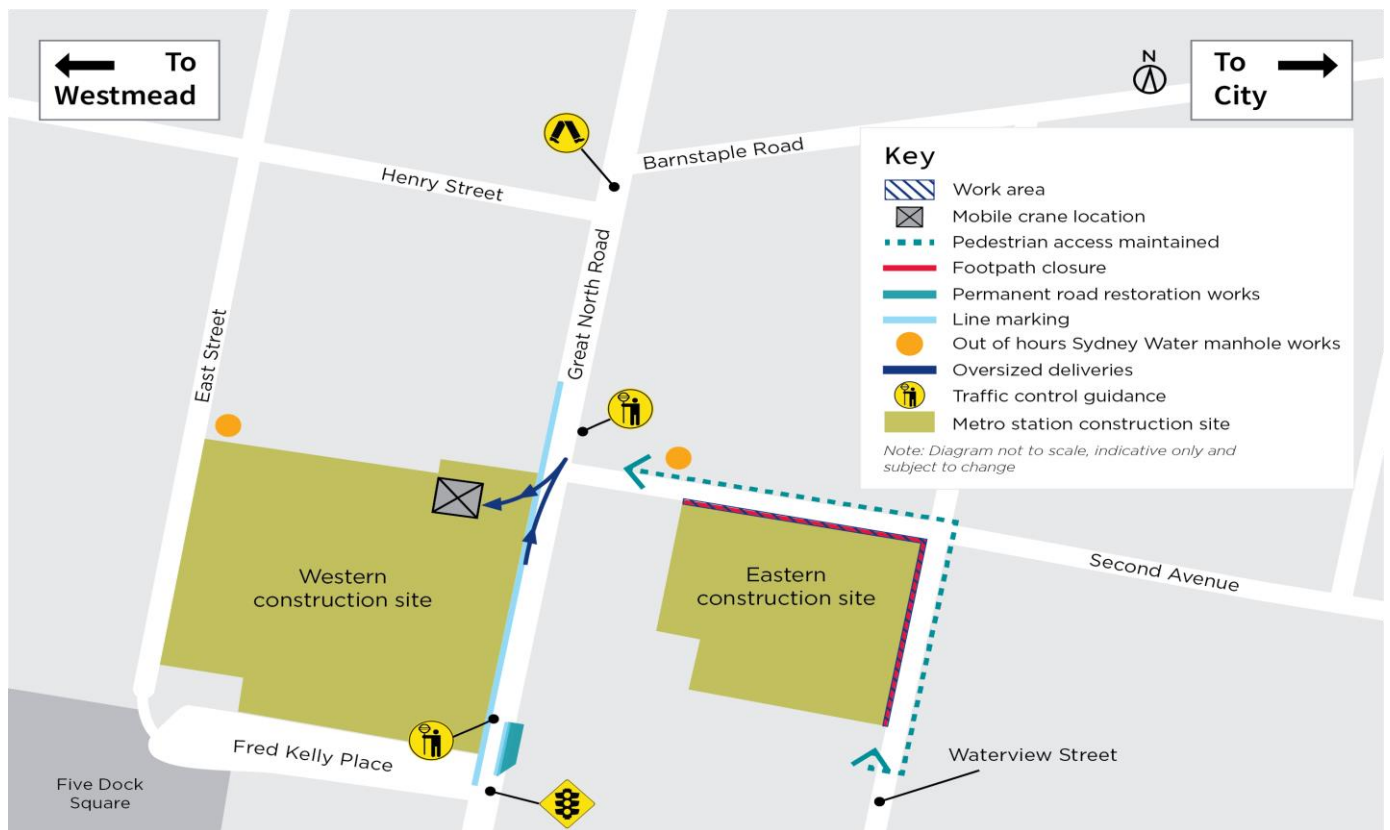 To
Westmead
N
To
City
Barnstaple Road
Henry Street
Key
Work area
Mobile crane location
Pedestrian access maintained
Footpath closure
Permanent road restoration works
Line marking
Out of hours Sydney Water manhole works
Oversized deliveries
Traffic control guidance
Metro station construction site
Note: Diagram not to scale, indicative only and
subject to change
Great North Road
East Street
Western
construction site
Eastern
construction site
Second Avenue
Fred Kelly Place
Waterview Street
Five Dock
Square